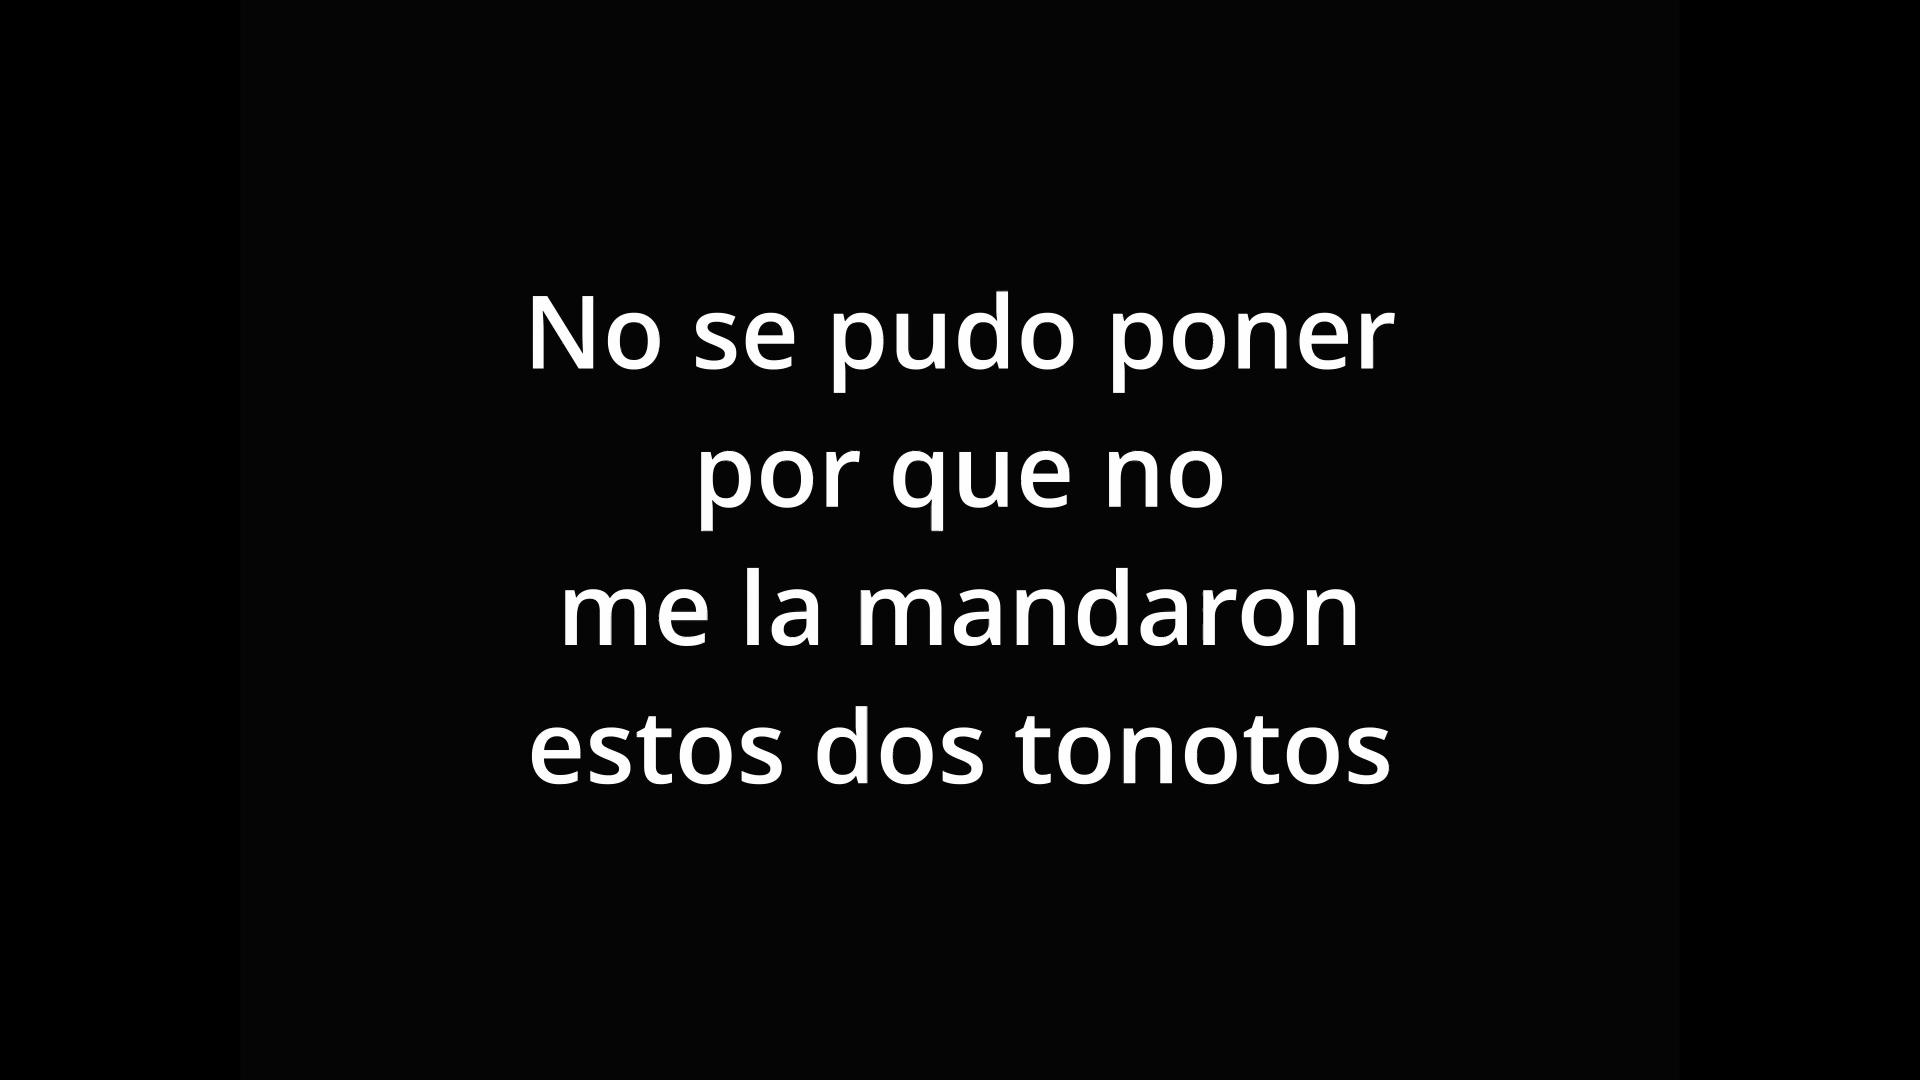 No se pudo poner
por que no
me la mandaron
estos dos tonotos